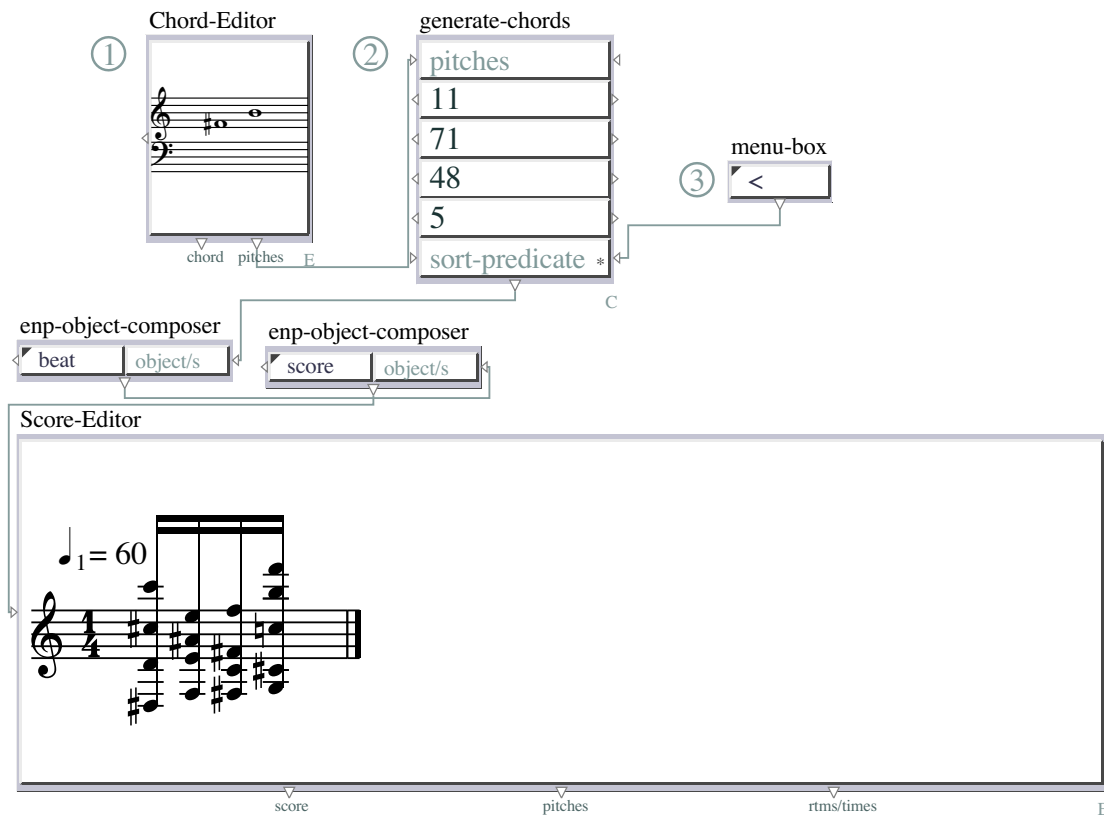 Chord-Editor
generate-chords
1
2
pitches
11
71
menu-box
48
3
<
5
chord pitches E
sort-predicate *
C
enp-object-composer
enp-object-composer
beat object/s
score object/s
Score-Editor
1 = 60
1
4
score pitches rtms/times E